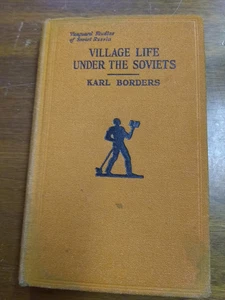 Vanguard Studies
of Soviet Russia
VILLAGE LIFE
UNDER THE SOVIETS
KARL BORDERS